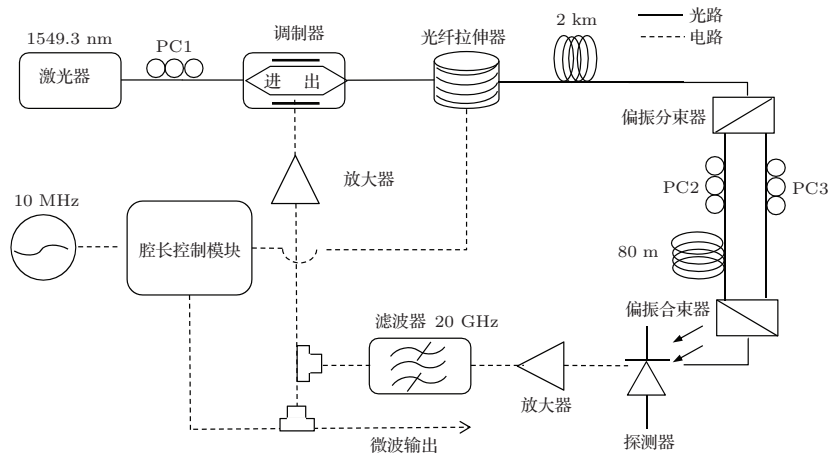 2 km
光路
电路
1549.3 nm
PC1
调制器
光纤拉伸器
激光器
进 出
偏振分束器
PC2
PC3
放大器
10 MHz
腔长控制模块
80 m
偏振合束器
滤波器 20 GHz
放大器
微波输出
探测器